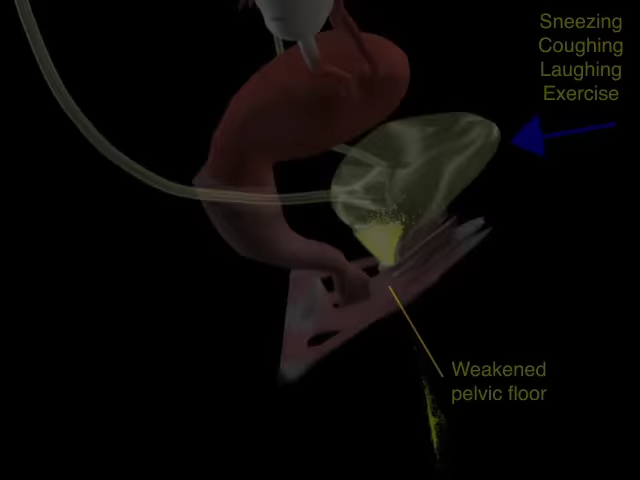 Sneezing
Coughing
Laughing
Exercise
Weakened
pelvic floor